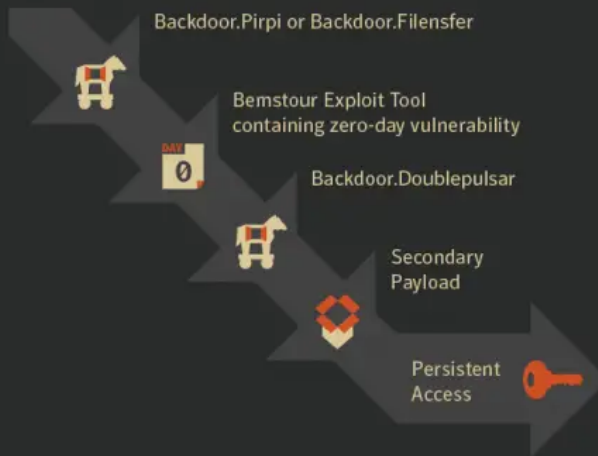 Backdoor.Pirpi or Backdoor.Filensfer
Bemstour Exploit Tool
containing zero-day vulnerability
DAY
0
Backdoor.Doublepulsar
Secondary
Payload
Persistent
Access